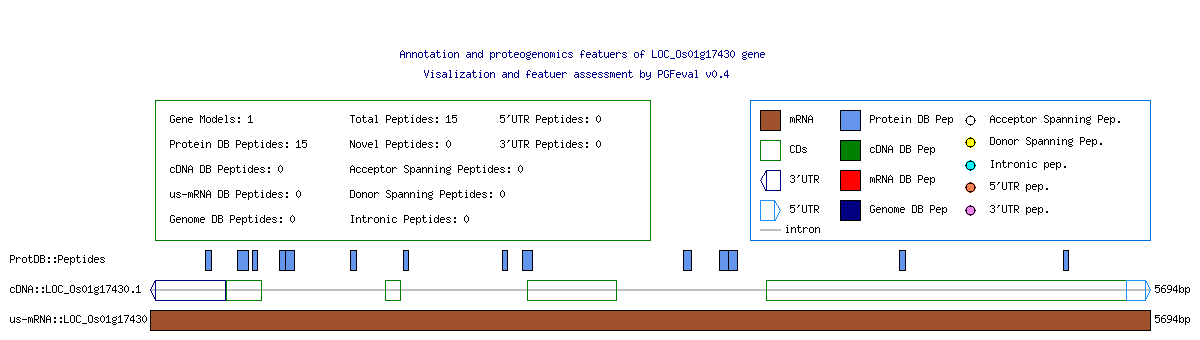 Annotation and proteogenomics featuers of LOC_Os01g17430 gene
Visalization and featuer assessment by PGFeval v0.4
Gene Models: 1
Total Peptides: 15
5'UTR Peptides: 0
Protein DB Peptides: 15
Novel Peptides: 0
3'UTR Peptides: 0
cDNA DB Peptides: 0
Acceptor Spanning Peptides: 0
us-mRNA DB Peptides: 0
Donor Spanning Peptides: 0
Genome DB Peptides: 0
Intronic Peptides: 0
mRNA
Protein DB Pep
Acceptor Spanning Pep.
CDs
cDNA DB Pep
Donor Spanning Pep.
3'UTR
mRNA DB Pep
Intronic pep.
5'UTR
Genome DB Pep
5'UTR pep.
3'UTR pep.
intron
ProtDB::Peptides
cDNA::LOC_Os01g17430.1
5694bp
us-mRNA::LOC_Os01g17430
5694bp